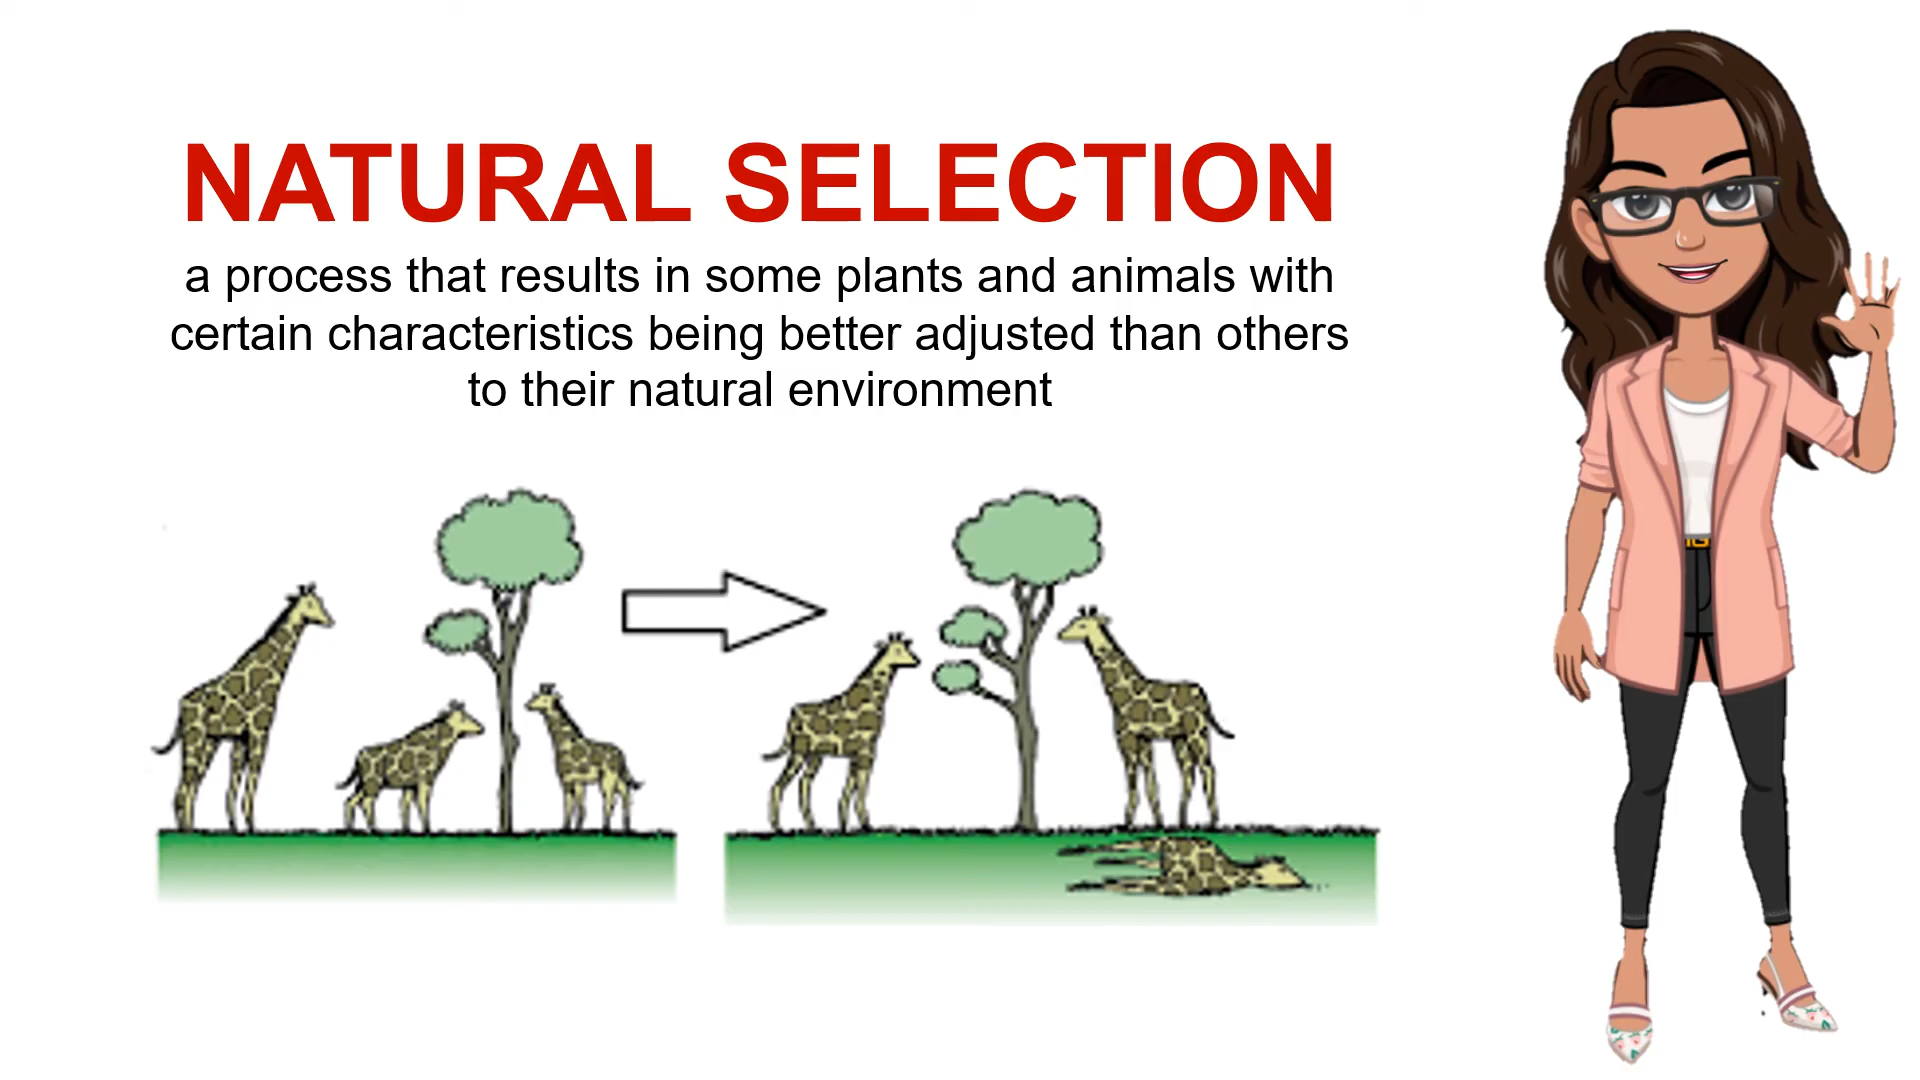 NATURAL SELECTION
a process that results in some plants and animals with
certain characteristics being better adjusted than others
to their natural environment